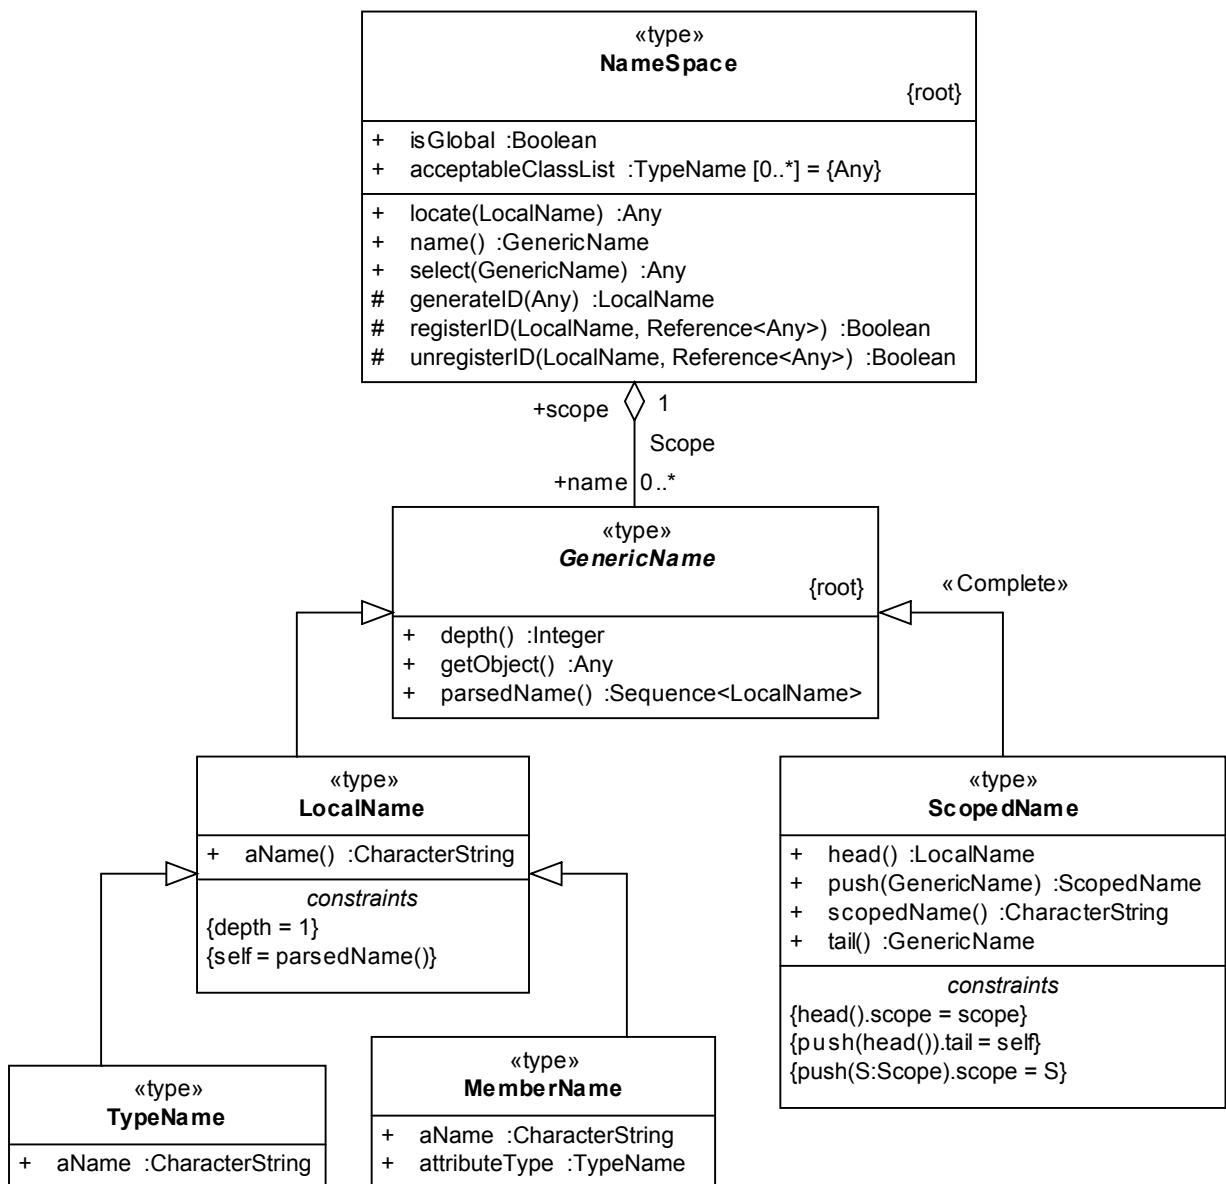 «type»
NameSpace
{root}
+ isGlobal :Boolean
+ acceptableClassList :TypeName [0..*] = {Any}
+ locate(LocalName) :Any
+ name() :GenericName
+ select(GenericName) :Any
# generateID(Any) :LocalName
# registerID(LocalName, Reference<Any>) :Boolean
# unregisterID(LocalName, Reference<Any>) :Boolean
+scope 1
Scope
+name 0..*
«type»
GenericName
{root}
+ depth() :Integer
+ getObject() :Any
+ parsedName() :Sequence<LocalName>
«Complete»
«type»
LocalName
+ aName() :CharacterString
constraints
{depth = 1}
{self = parsedName()}
«type»
ScopedName
+ head() :LocalName
+ push(GenericName) :ScopedName
+ scopedName() :CharacterString
+ tail() :GenericName
constraints
{head().scope = scope}
{push(head()).tail = self}
{push(S:Scope).scope = S}
«type»
TypeName
+ aName :CharacterString
«type»
MemberName
+ aName :CharacterString
+ attributeType :TypeName